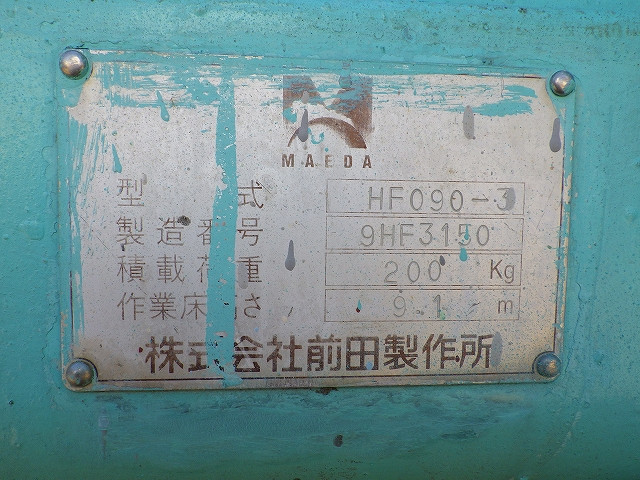 MAEDA
型式 HF090-3
製造番号 9HF3150
積載荷重 200 Kg
作業床高さ 9.1 m
株式会社前田製作所